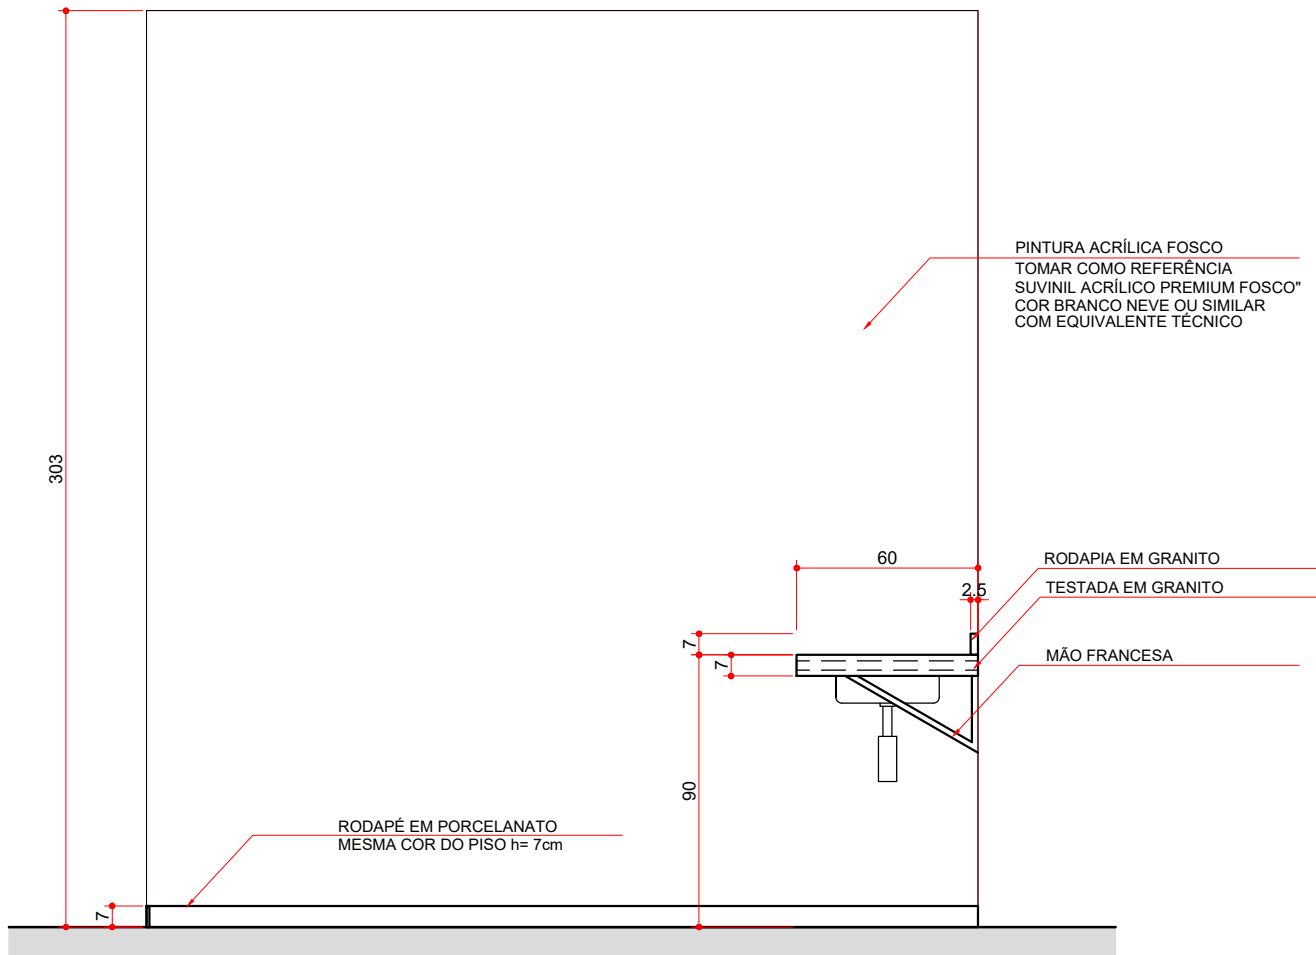 PINTURA ACRÍLICA FOSCO
TOMAR COMO REFERÊNCIA
SUVINIL ACRÍLICO PREMIUM FOSCO"
COR BRANCO NEVE OU SIMILAR
COM EQUIVALENTE TÉCNICO
303
60
RODAPIA EM GRANITO
2.5
TESTADA EM GRANITO
7
7
MÃO FRANCESA
90
RODAPÉ EM PORCELANATO
MESMA COR DO PISO h= 7cm
7